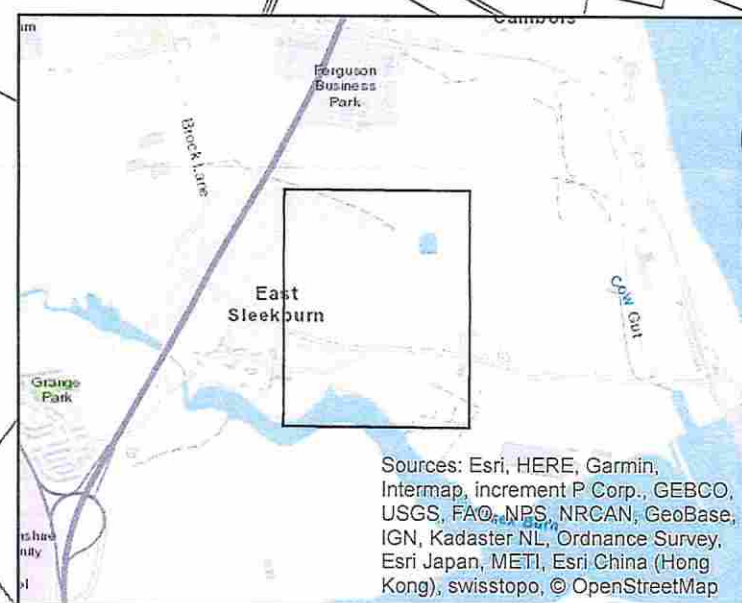 Cambois
Ferguson
Business
Park
Brock Lane
East
Sleekburn
Cow Gut
Grange
Park
Sources: Esri, HERE, Garmin,
Intermap, increment P Corp., GEBCO,
USGS, FAO, NPS, NRCAN, GeoBase,
IGN, Kadaster NL, Ordnance Survey,
Esri Japan, METI, Esri China (Hong
Kong), swisstopo, © OpenStreetMap